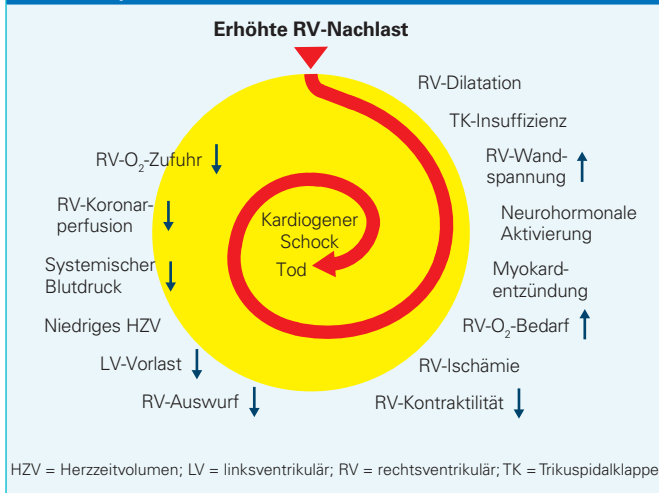 Erhöhte RV-Nachlast
RV-Dilatation
TK-Insuffizienz
RV-Wand-
spannung
Neurohormonale
Aktivierung
Myokard-
entzündung
RV-O₂-Bedarf
RV-Ischämie
RV-Kontraktilität
RV-Auswurf
LV-Vorlast
Niedriges HZV
Systemischer
Blutdruck
RV-Koronar-
perfusion
RV-O₂-Zufuhr
Kardiogener
Schock
Tod
HZV = Herzzeitvolumen; LV = linksventrikulär; RV = rechtsventrikulär; TK = Trikuspidalklappe